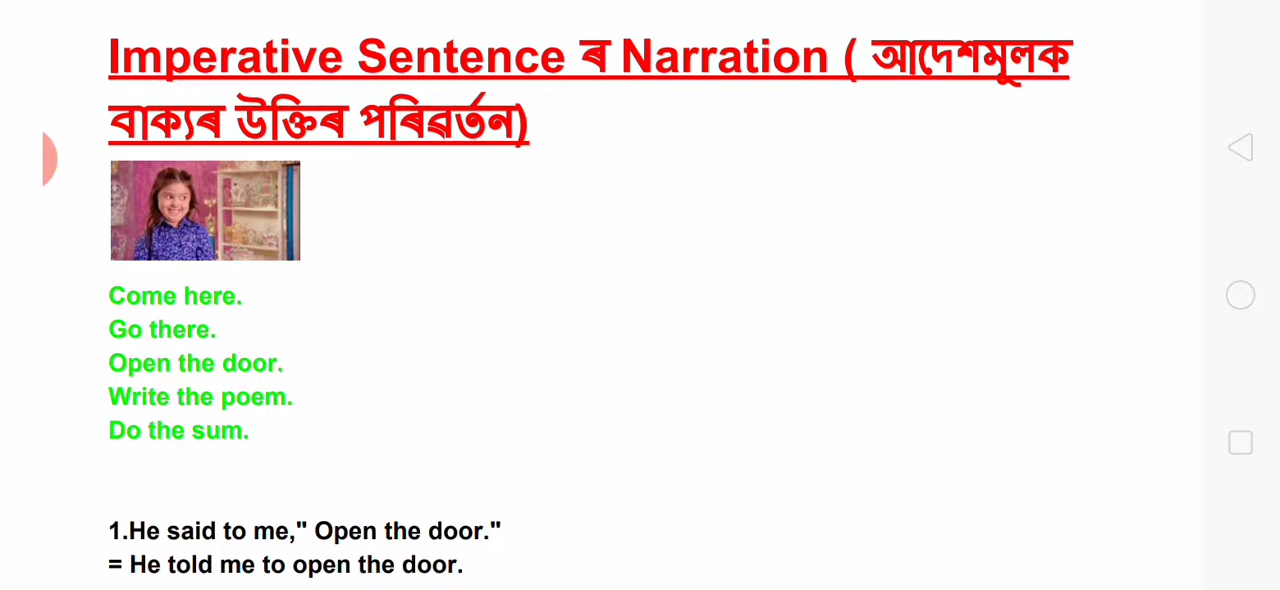 Imperative Sentence ৰ Narration ( আদেশমূলক
বাক্যৰ উক্তিৰ পৰিৱৰ্তন)
Come here.
Go there.
Open the door.
Write the poem.
Do the sum.
1.He said to me," Open the door."
= He told me to open the door.